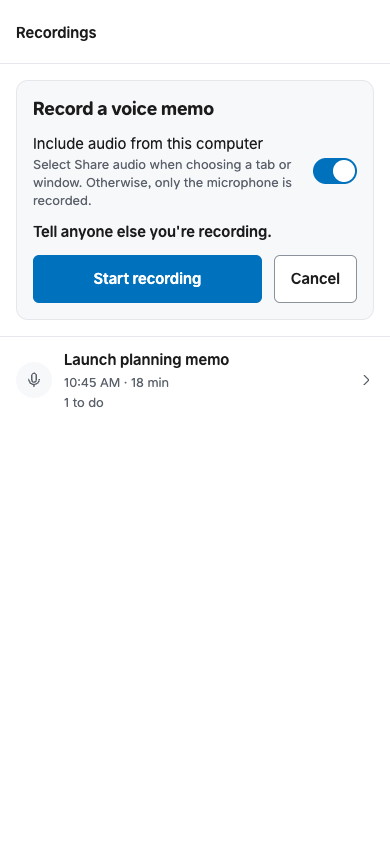 Recordings
Record a voice memo
Include audio from this computer
Select Share audio when choosing a tab or
window. Otherwise, only the microphone is
recorded.
Tell anyone else you're recording.
Start recording
Cancel
Launch planning memo
10:45 AM · 18 min
1 to do